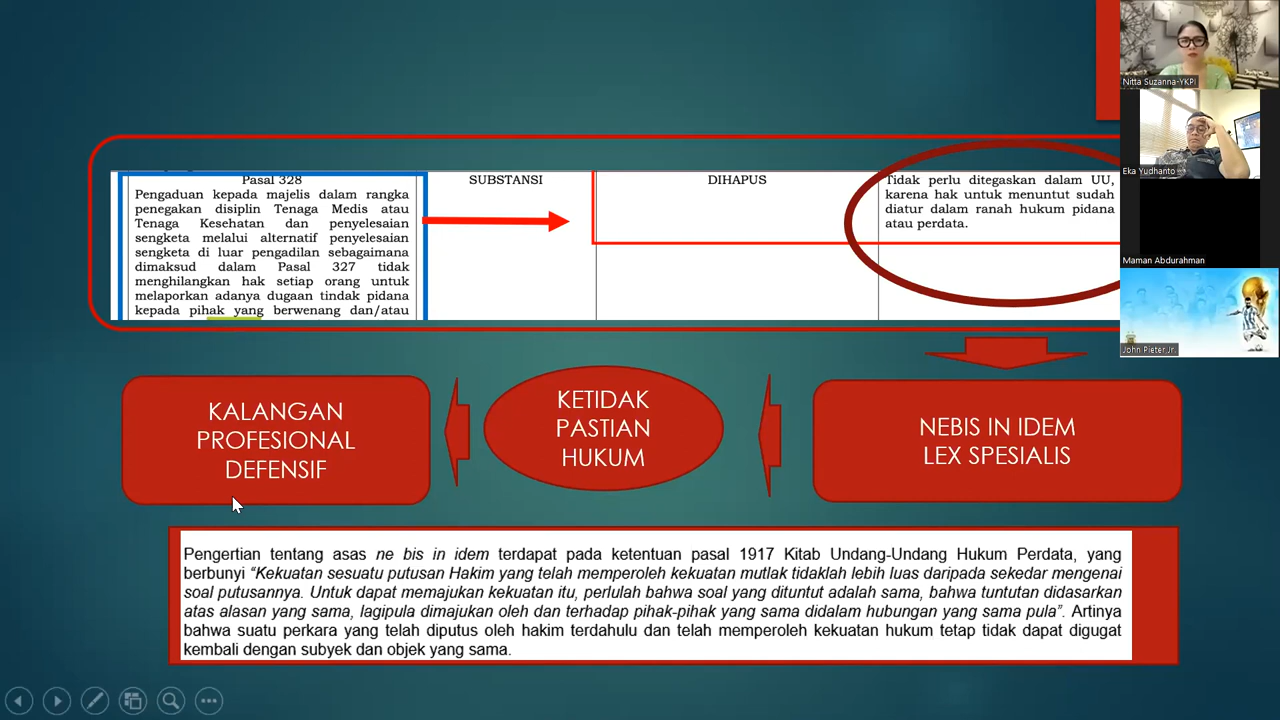 Pasal 328
Pengaduan kepada majelis dalam rangka
penegakan disiplin Tenaga Medis atau
Tenaga Kesehatan dan penyelesaian
sengketa melalui alternatif penyelesaian
sengketa di luar pengadilan sebagaimana
dimaksud dalam Pasal 327 tidak
menghilangkan hak setiap orang untuk
melaporkan adanya dugaan tindak pidana
kepada pihak yang berwenang dan/atau
SUBSTANSI
DIHAPUS
Tidak perlu ditegaskan dalam UU,
karena hak untuk menuntut sudah
diatur dalam ranah hukum pidana
atau perdata.
Nitta Suzanna-YKPI
Eka Yudhanto
Maman Abdurahman
John Pieter Jr.
KALANGAN
PROFESIONAL
DEFENSIF
KETIDAK
PASTIAN
HUKUM
NEBIS IN IDEM
LEX SPESIALIS
Pengertian tentang asas ne bis in idem terdapat pada ketentuan pasal 1917 Kitab Undang-Undang Hukum Perdata, yang
berbunyi “Kekuatan sesuatu putusan Hakim yang telah memperoleh kekuatan mutlak tidaklah lebih luas daripada sekedar mengenai
soal putusannya. Untuk dapat memajukan kekuatan itu, perlulah bahwa soal yang dituntut adalah sama, bahwa tuntutan didasarkan
atas alasan yang sama, lagipula dimajukan oleh dan terhadap pihak-pihak yang sama didalam hubungan yang sama pula”. Artinya
bahwa suatu perkara yang telah diputus oleh hakim terdahulu dan telah memperoleh kekuatan hukum tetap tidak dapat digugat
kembali dengan subyek dan objek yang sama.